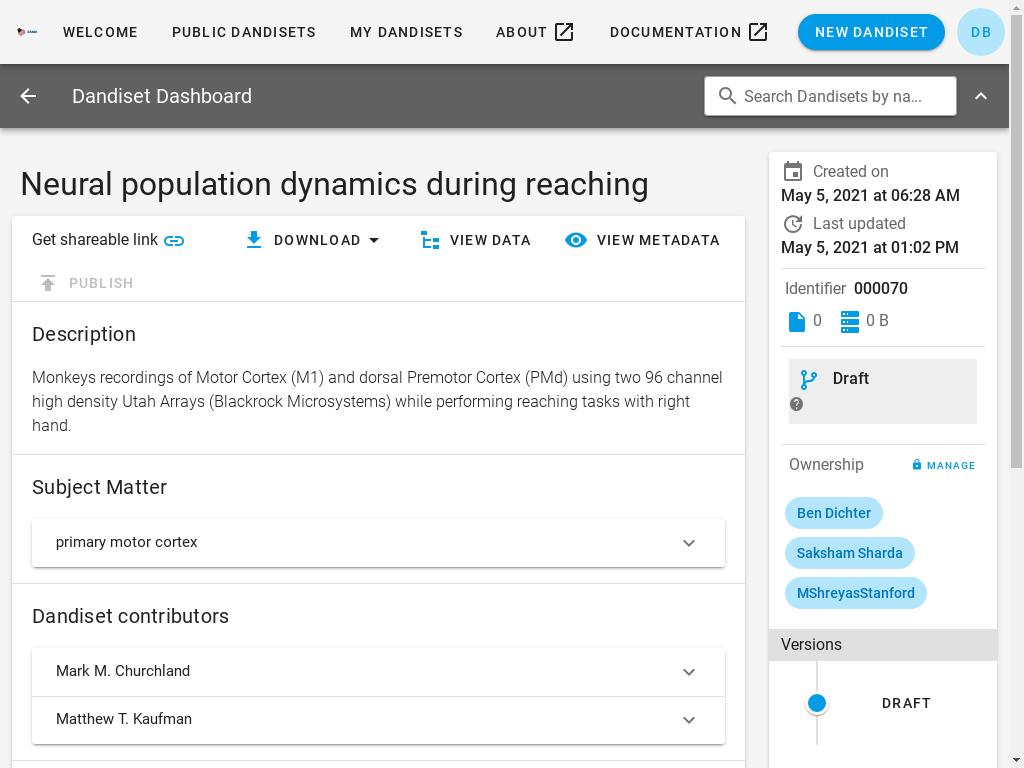 WELCOME PUBLIC DANDISETS MY DANDISETS ABOUT DOCUMENTATION NEW DANDISET DB
Dandiset Dashboard Search Dandisets by na...
Neural population dynamics during reaching
Get shareable link DOWNLOAD VIEW DATA VIEW METADATA
PUBLISH
Description
Monkeys recordings of Motor Cortex (M1) and dorsal Premotor Cortex (PMd) using two 96 channel
high density Utah Arrays (Blackrock Microsystems) while performing reaching tasks with right
hand.
Subject Matter
primary motor cortex
Dandiset contributors
Mark M. Churchland
Matthew T. Kaufman
Created on
May 5, 2021 at 06:28 AM
Last updated
May 5, 2021 at 01:02 PM
Identifier 000070
0 0 B
Draft
Ownership MANAGE
Ben Dichter
Saksham Sharda
MShreyasStanford
Versions
DRAFT